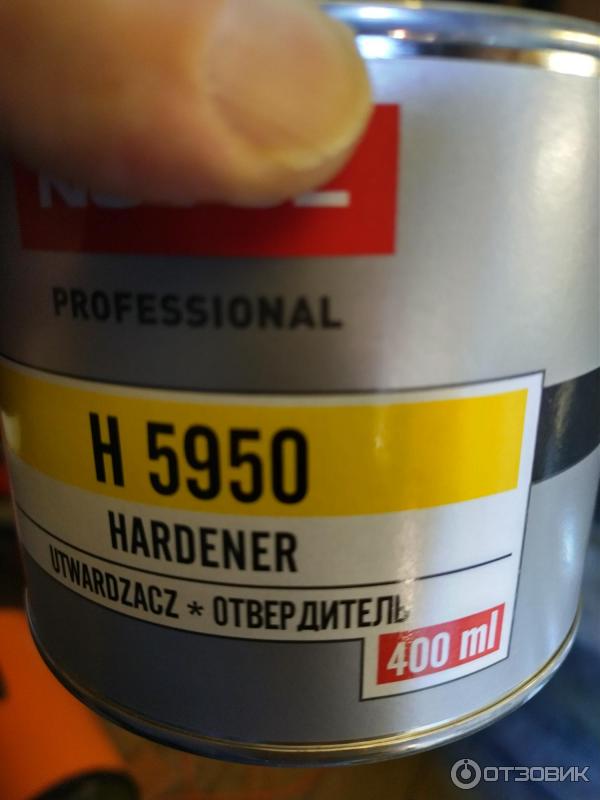 PROFESSIONAL
H 5950
HARDENER
UTWARDZACZ * ОТВЕРДИТЕЛЬ
400 ml
ОТЗОВИК